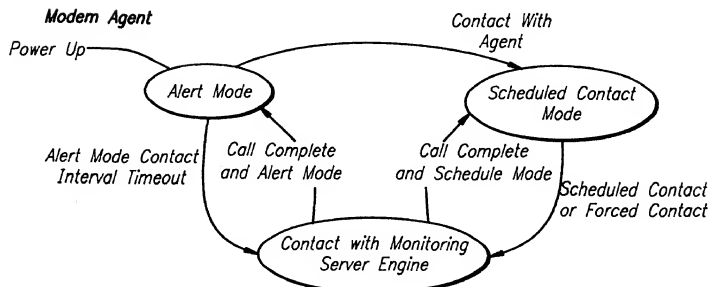 Modem Agent
Power Up
Contact With
Agent
Alert Mode
Scheduled Contact
Mode
Alert Mode Contact
Interval Timeout
Call Complete
and Alert Mode
Call Complete
and Schedule Mode
Scheduled Contact
or Forced Contact
Contact with Monitoring
Server Engine